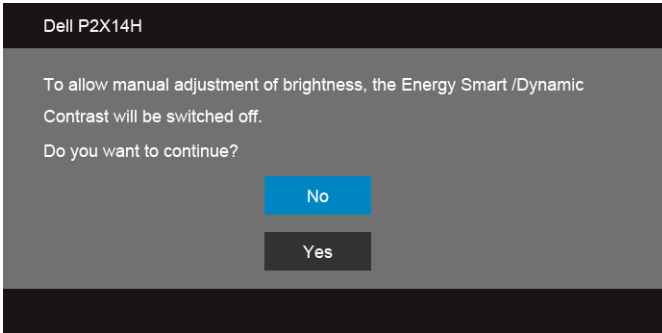 Dell P2X14H
To allow manual adjustment of brightness, the Energy Smart /Dynamic
Contrast will be switched off.
Do you want to continue?
No
Yes